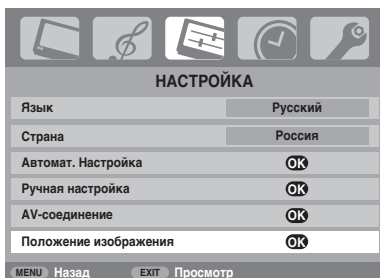 НАСТРОЙКА
Язык Русский
Страна Россия
Автомат. Настройка OK
Ручная настройка OK
AV-соединение OK
Положение изображения OK
MENU Назад EXIT Просмотр